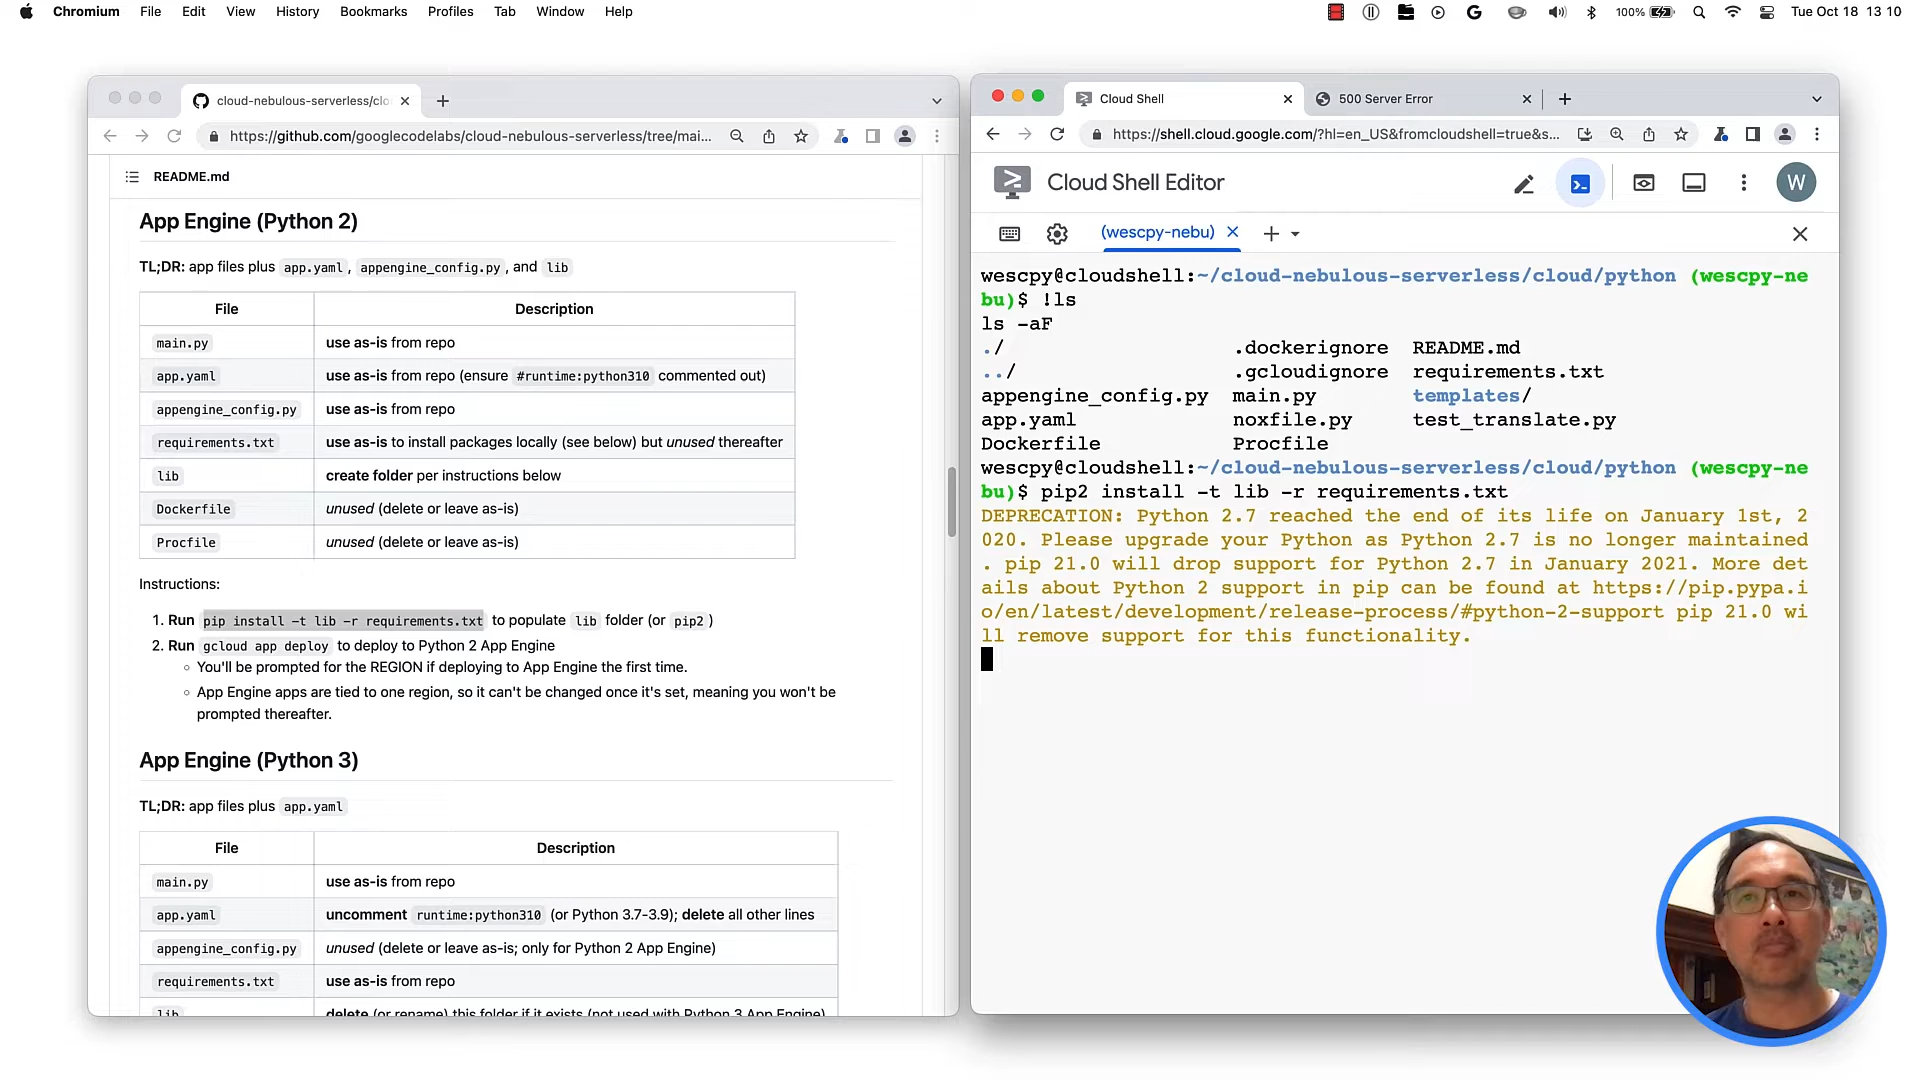 Chromium File Edit View History Bookmarks Profiles Tab Window Help
100% Tue Oct 18 13 10
cloud-nebulous-serverless/clo
https://github.com/googlecodelabs/cloud-nebulous-serverless/tree/mai...
README.md
App Engine (Python 2)
TL;DR: app files plus app.yaml, appengine_config.py, and lib
File Description
main.py use as-is from repo
app.yaml use as-is from repo (ensure #runtime:python310 commented out)
appengine_config.py use as-is from repo
requirements.txt use as-is to install packages locally (see below) but unused thereafter
lib create folder per instructions below
Dockerfile unused (delete or leave as-is)
Procfile unused (delete or leave as-is)
Instructions:
1. Run pip install -t lib -r requirements.txt to populate lib folder (or pip2 )
2. Run gcloud app deploy to deploy to Python 2 App Engine
You'll be prompted for the REGION if deploying to App Engine the first time.
App Engine apps are tied to one region, so it can't be changed once it's set, meaning you won't be
prompted thereafter.
App Engine (Python 3)
TL;DR: app files plus app.yaml
File Description
main.py use as-is from repo
app.yaml uncomment runtime:python310 (or Python 3.7-3.9); delete all other lines
appengine_config.py unused (delete or leave as-is; only for Python 2 App Engine)
requirements.txt use as-is from repo
lib delete (or rename) this folder if it exists (not used with Python 3 App Engine)
Cloud Shell 500 Server Error
https://shell.cloud.google.com/?hl=en_US&fromcloudshell=true&s...
Cloud Shell Editor W
(wescpy-nebu)
wescpy@cloudshell:~/cloud-nebulous-serverless/cloud/python (wescpy-ne
bu)$ !ls
ls -aF
./ .dockerignore README.md
../ .gcloudignore requirements.txt
appengine_config.py main.py templates/
app.yaml noxfile.py test_translate.py
Dockerfile Procfile
wescpy@cloudshell:~/cloud-nebulous-serverless/cloud/python (wescpy-ne
bu)$ pip2 install -t lib -r requirements.txt
DEPRECATION: Python 2.7 reached the end of its life on January 1st, 2
020. Please upgrade your Python as Python 2.7 is no longer maintained
. pip 21.0 will drop support for Python 2.7 in January 2021. More det
ails about Python 2 support in pip can be found at https://pip.pypa.i
o/en/latest/development/release-process/#python-2-support pip 21.0 wi
ll remove support for this functionality.